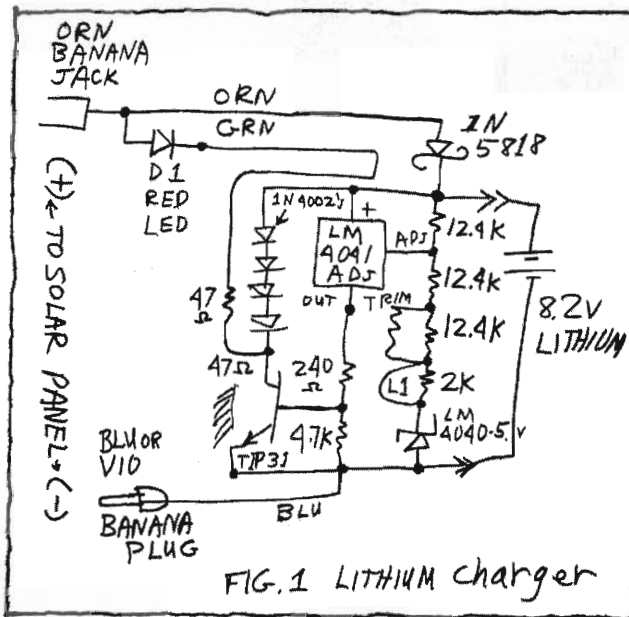 ORN
BANANA
JACK
ORN
GRN
1N
5818
D1
RED
LED
1N4002's
+
LM
4041
ADJ
ADJ
OUT
12.4K
12.4K
TRIM
12.4K
8.2V
LITHIUM
47
Ω
47Ω
240
Ω
L1
2K
LM
4040-5.V
4.7K
TIP31
(+)← TO SOLAR PANEL→(-)
BLU OR
VIO
BANANA
PLUG
BLU
FIG. 1 LITHIUM Charger